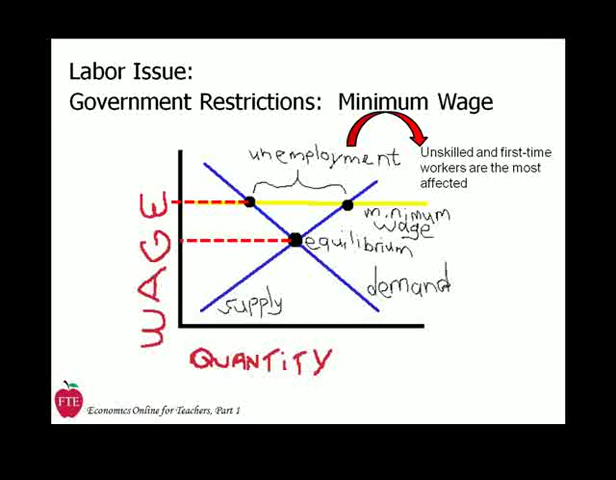 Labor Issue:
Government Restrictions: Minimum Wage
unemployment
Unskilled and first-time
workers are the most
affected
minimum
wage
equilibrium
demand
supply
WAGE
QUANTiTY
FTE
Economics Online for Teachers, Part 1